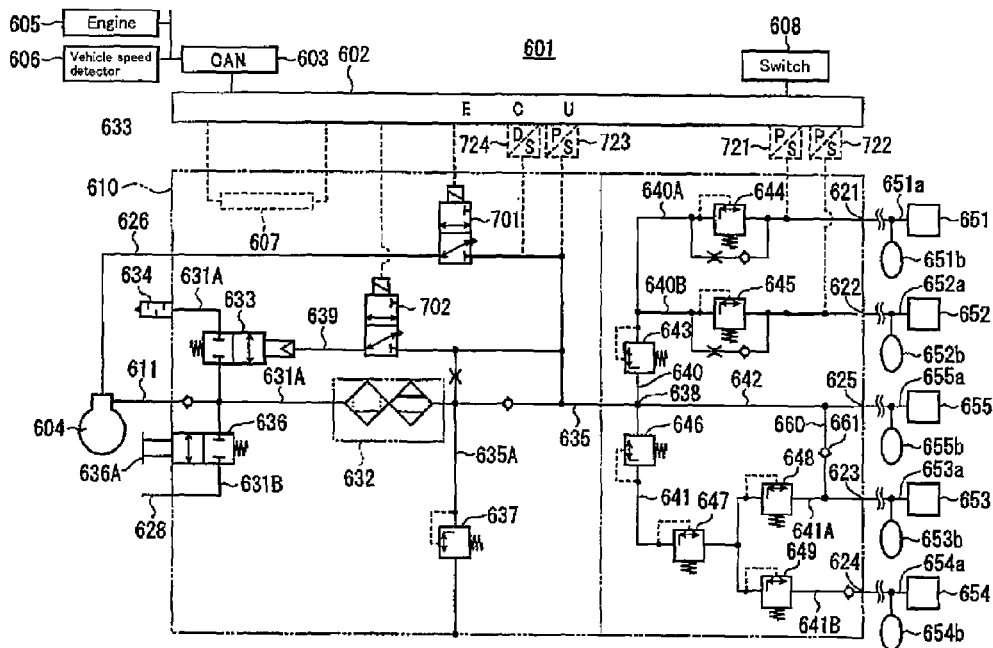 605
Engine
606
Vehicle speed
detector
CAN
603
602
601
608
Switch
E C U
633
724
D
S
P
S
723
721
P
S
P
S
722
610
607
701
640A
644
621
651a
651
651b
626
634
631A
633
639
702
640B
645
622
652a
652
652b
643
640
611
631A
638
642
625
655a
655
655b
604
636
632
635
646
660
661
636A
631B
635A
648
623
653a
653
653b
628
637
641
647
641A
649
624
654a
654
641B
654b